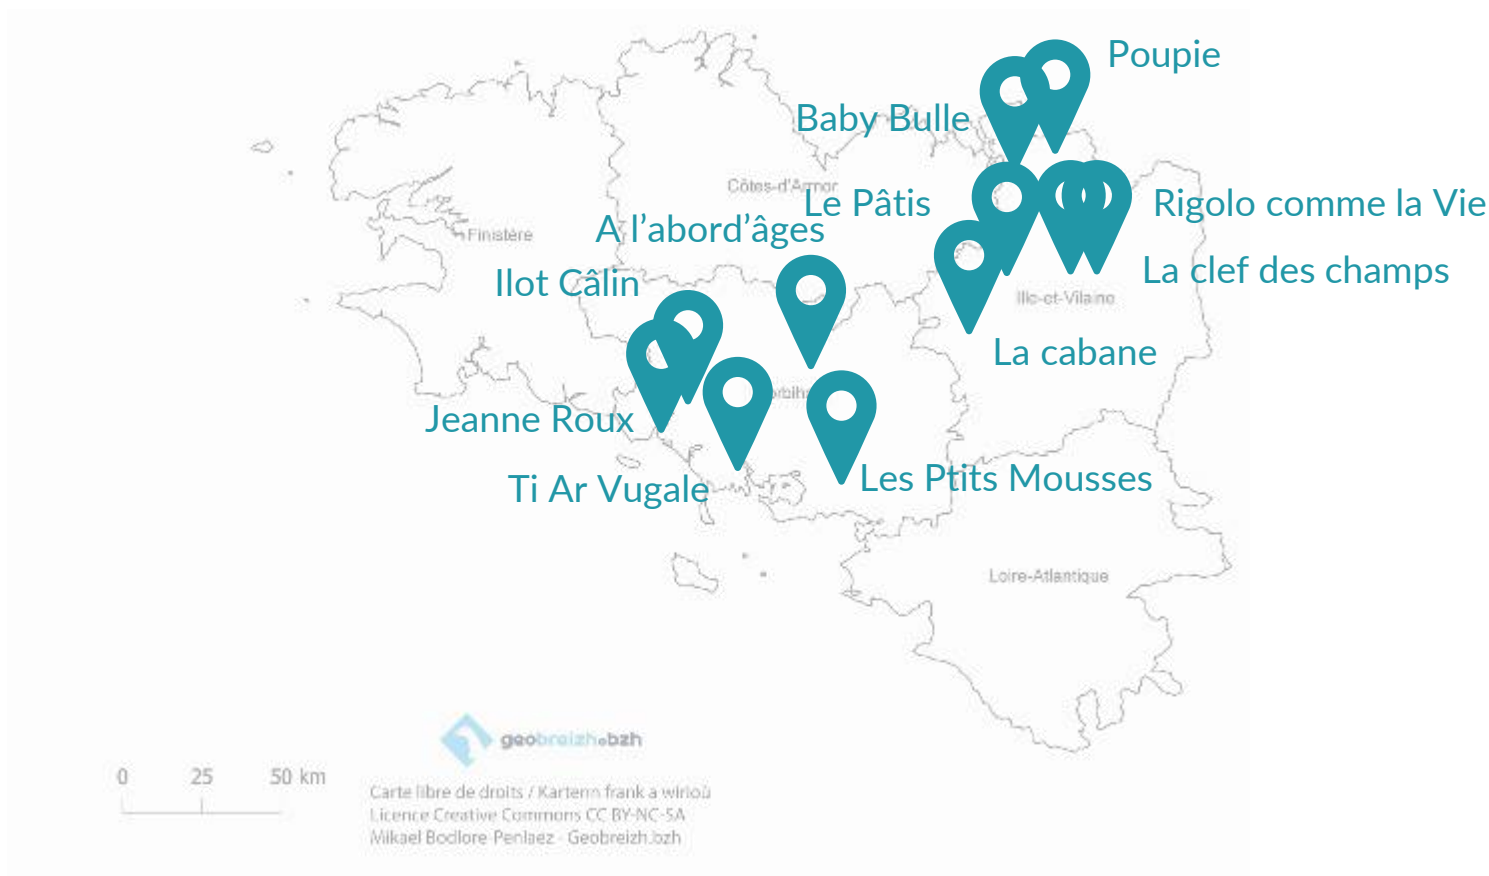 Poupie
Baby Bulle
Côtes-d'Armor
Le Pâtis
Rigolo comme la Vie
A l’abord’âges
Finistère
La clef des champs
Ilot Câlin
Ille-et-Vilaine
La cabane
Jeanne Roux
Les Ptits Mousses
Ti Ar Vugale
Loire-Atlantique
geobreizh.bzh
0 25 50 km
Carte libre de droits / Kartenn frank a wirioù
Licence Creative Commons CC BY-NC-SA
Mikael Bodlore-Penlaez - Geobreizh.bzh